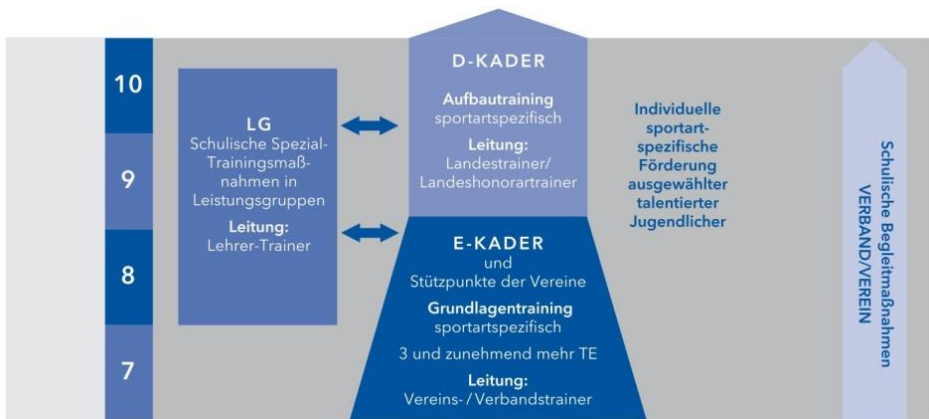 10
9
8
7
LG
Schulische Spezial-
Trainingsmaß-
nahmen in
Leistungsgruppen
Leitung:
Lehrer-Trainer
D-KADER
Aufbautraining
sportartspezifisch
Leitung:
Landestrainer/
Landeshonorartrainer
E-KADER
und
Stützpunkte der Vereine
Grundlagentraining
sportartspezifisch
3 und zunehmend mehr TE
Leitung:
Vereins-/Verbandstrainer
Individuelle
sportart-
spezifische
Förderung
ausgewählter
talentierter
Jugendlicher
Schulische Begleitmaßnahmen
VERBAND/VEREIN